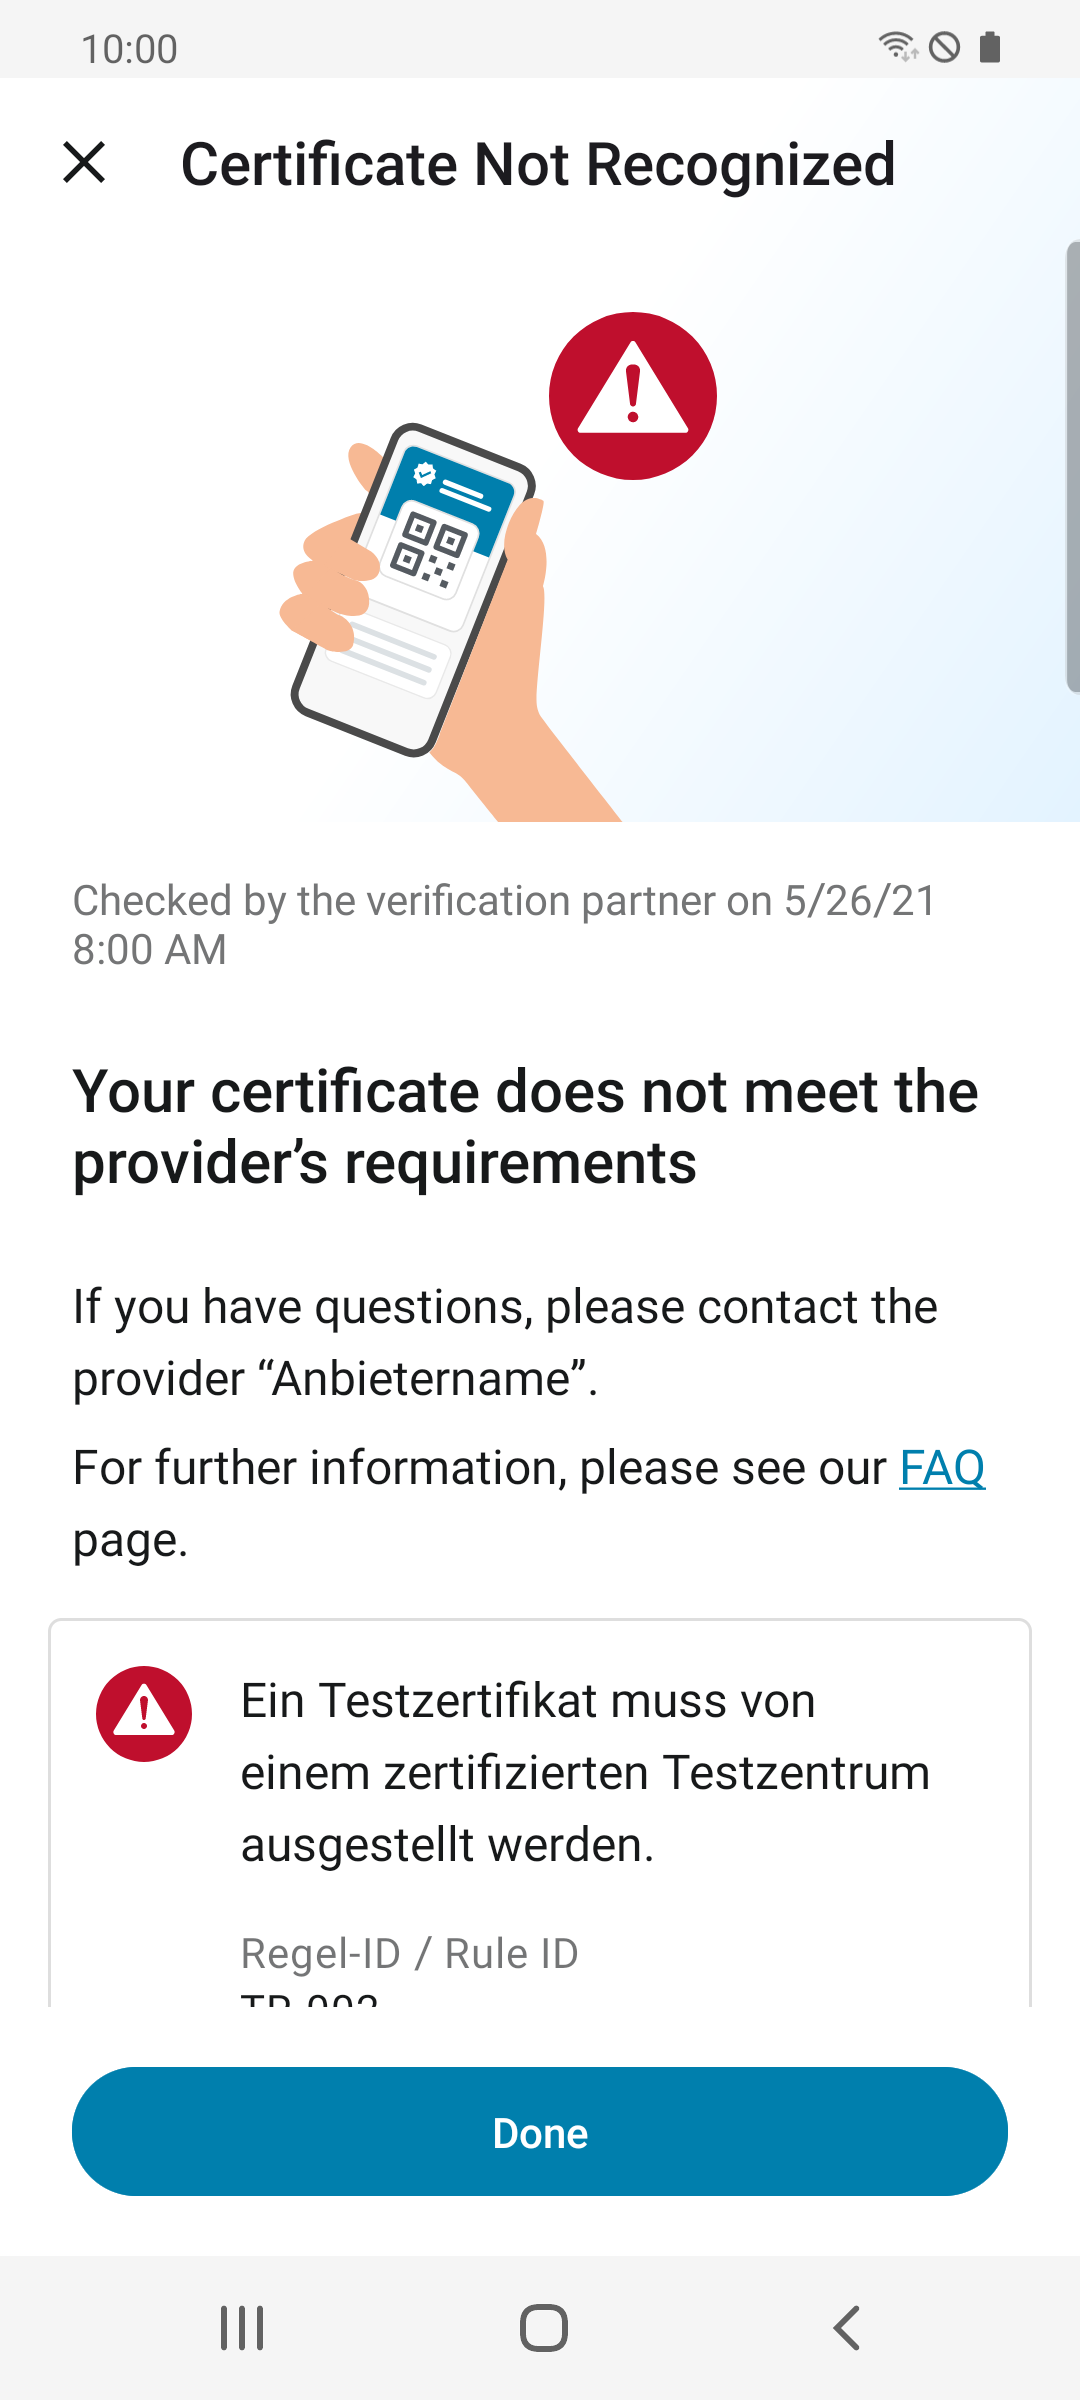 10:00
Certificate Not Recognized
Checked by the verification partner on 5/26/21
8:00 AM
Your certificate does not meet the
provider’s requirements
If you have questions, please contact the
provider “Anbietername”.
For further information, please see our FAQ
page.
Ein Testzertifikat muss von
einem zertifizierten Testzentrum
ausgestellt werden.
Regel-ID / Rule ID
Done